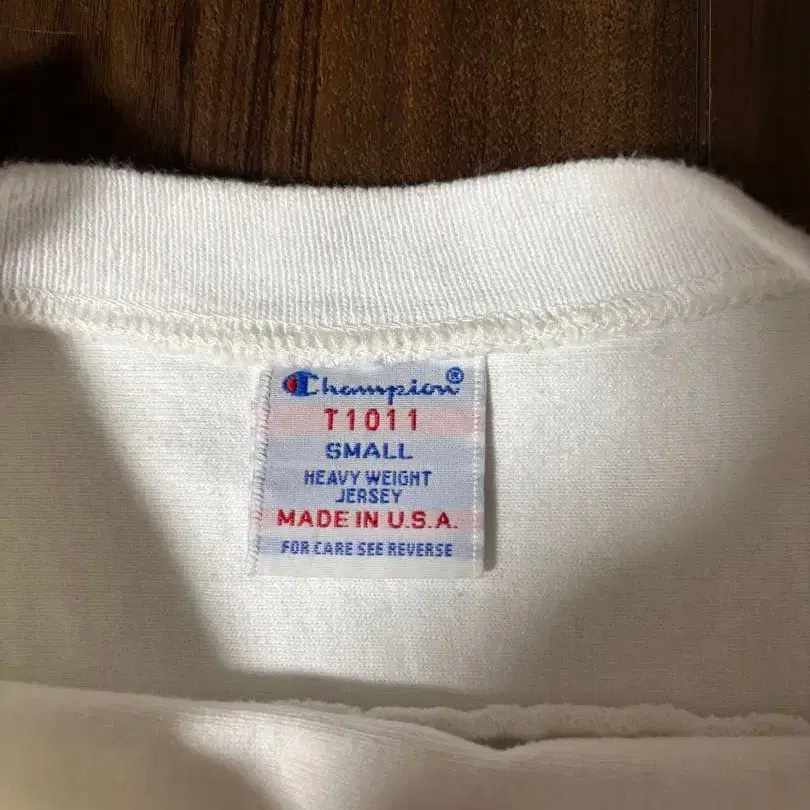 Champion®
T1011
SMALL
HEAVY WEIGHT
JERSEY
MADE IN U.S.A.
FOR CARE SEE REVERSE